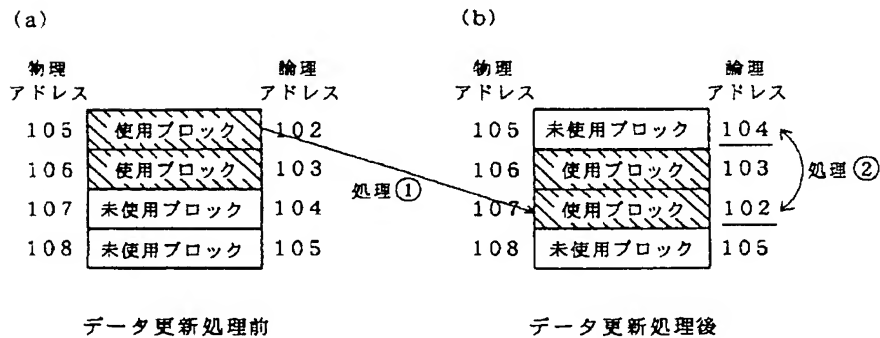 (a)
(b)
物理
アドレス
論理
アドレス
物理
アドレス
論理
アドレス
105 使用ブロック 102
106 使用ブロック 103
107 未使用ブロック 104
108 未使用ブロック 105
処理①
105 未使用ブロック 104
106 使用ブロック 103
107 使用ブロック 102
108 未使用ブロック 105
処理②
データ更新処理前
データ更新処理後